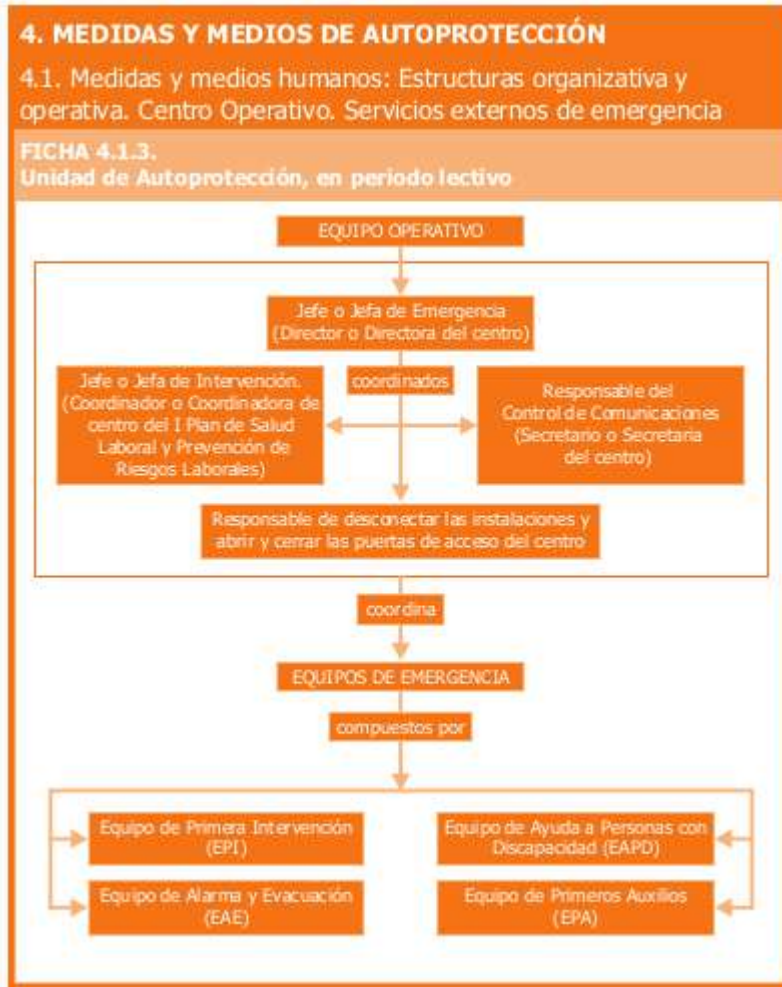 4. MEDIDAS Y MEDIOS DE AUTOPROTECCIÓN
4.1. Medidas y medios humanos: Estructuras organizativa y
operativa. Centro Operativo. Servicios externos de emergencia
FICHA 4.1.3.
Unidad de Autoprotección, en periodo lectivo
EQUIPO OPERATIVO
Jefe o Jefa de Emergencia
(Director o Directora del centro)
coordinados
Jefe o Jefa de Intervención.
(Coordinador o Coordinadora de
centro del I Plan de Salud
Laboral y Prevención de
Riesgos Laborales)
Responsable del
Control de Comunicaciones
(Secretario o Secretaria
del centro)
Responsable de desconectar las instalaciones y
abrir y cerrar las puertas de acceso del centro
coordina
EQUIPOS DE EMERGENCIA
compuestos por
Equipo de Primera Intervención
(EPI)
Equipo de Ayuda a Personas con
Discapacidad (EAPD)
Equipo de Alarma y Evacuación
(EAE)
Equipo de Primeros Auxilios
(EPA)